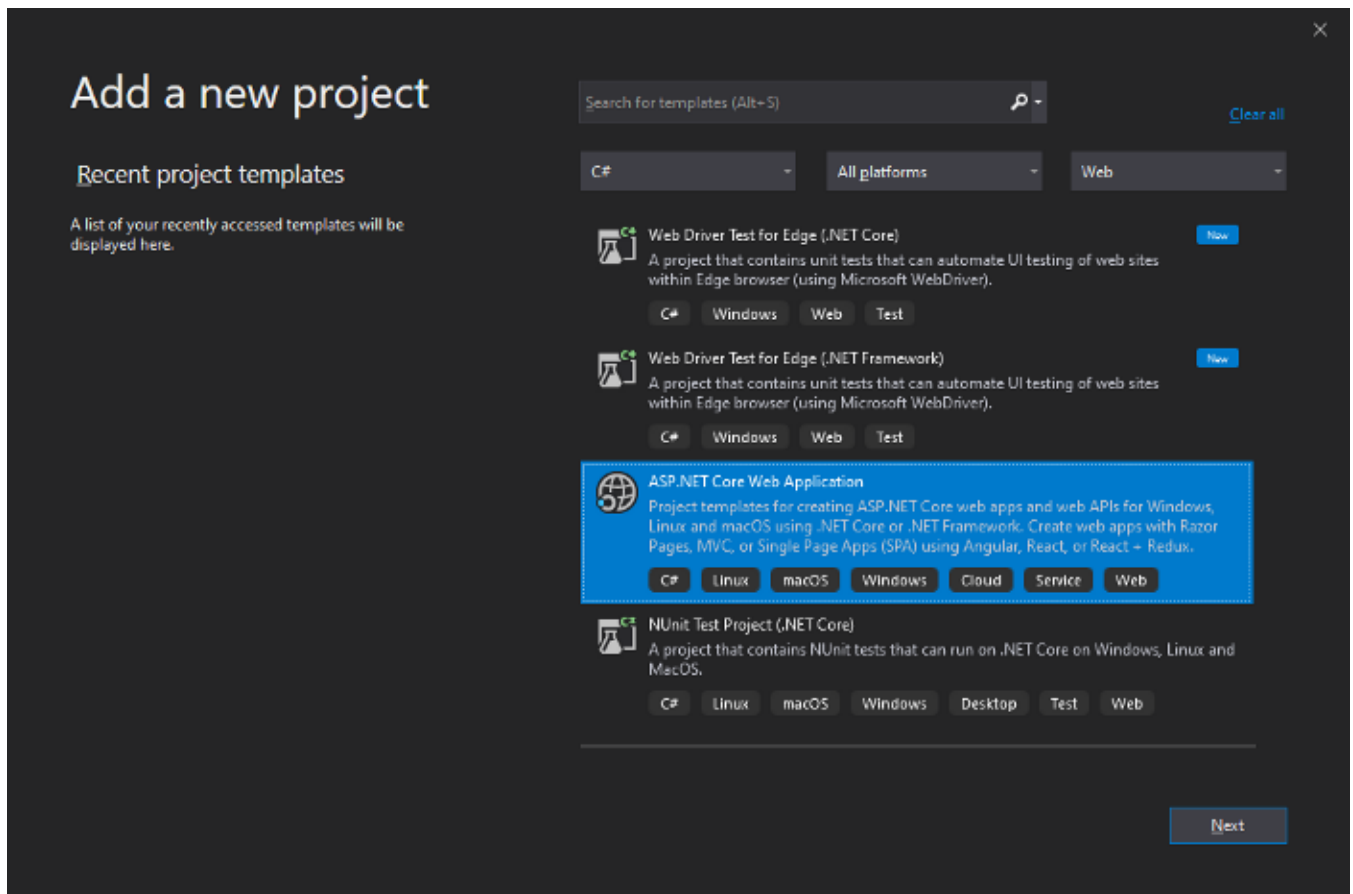 Add a new project
Recent project templates
A list of your recently accessed templates will be
displayed here.
Search for templates (Alt+S)
Clear all
C#
All platforms
Web
Web Driver Test for Edge (.NET Core)
New
A project that contains unit tests that can automate UI testing of web sites
within Edge browser (using Microsoft WebDriver).
C# Windows Web Test
Web Driver Test for Edge (.NET Framework)
New
A project that contains unit tests that can automate UI testing of web sites
within Edge browser (using Microsoft WebDriver).
C# Windows Web Test
ASP.NET Core Web Application
Project templates for creating ASP.NET Core web apps and web APIs for Windows,
Linux and macOS using .NET Core or .NET Framework. Create web apps with Razor
Pages, MVC, or Single Page Apps (SPA) using Angular, React, or React + Redux.
C# Linux macOS Windows Cloud Service Web
NUnit Test Project (.NET Core)
A project that contains NUnit tests that can run on .NET Core on Windows, Linux and
MacOS.
C# Linux macOS Windows Desktop Test Web
Next